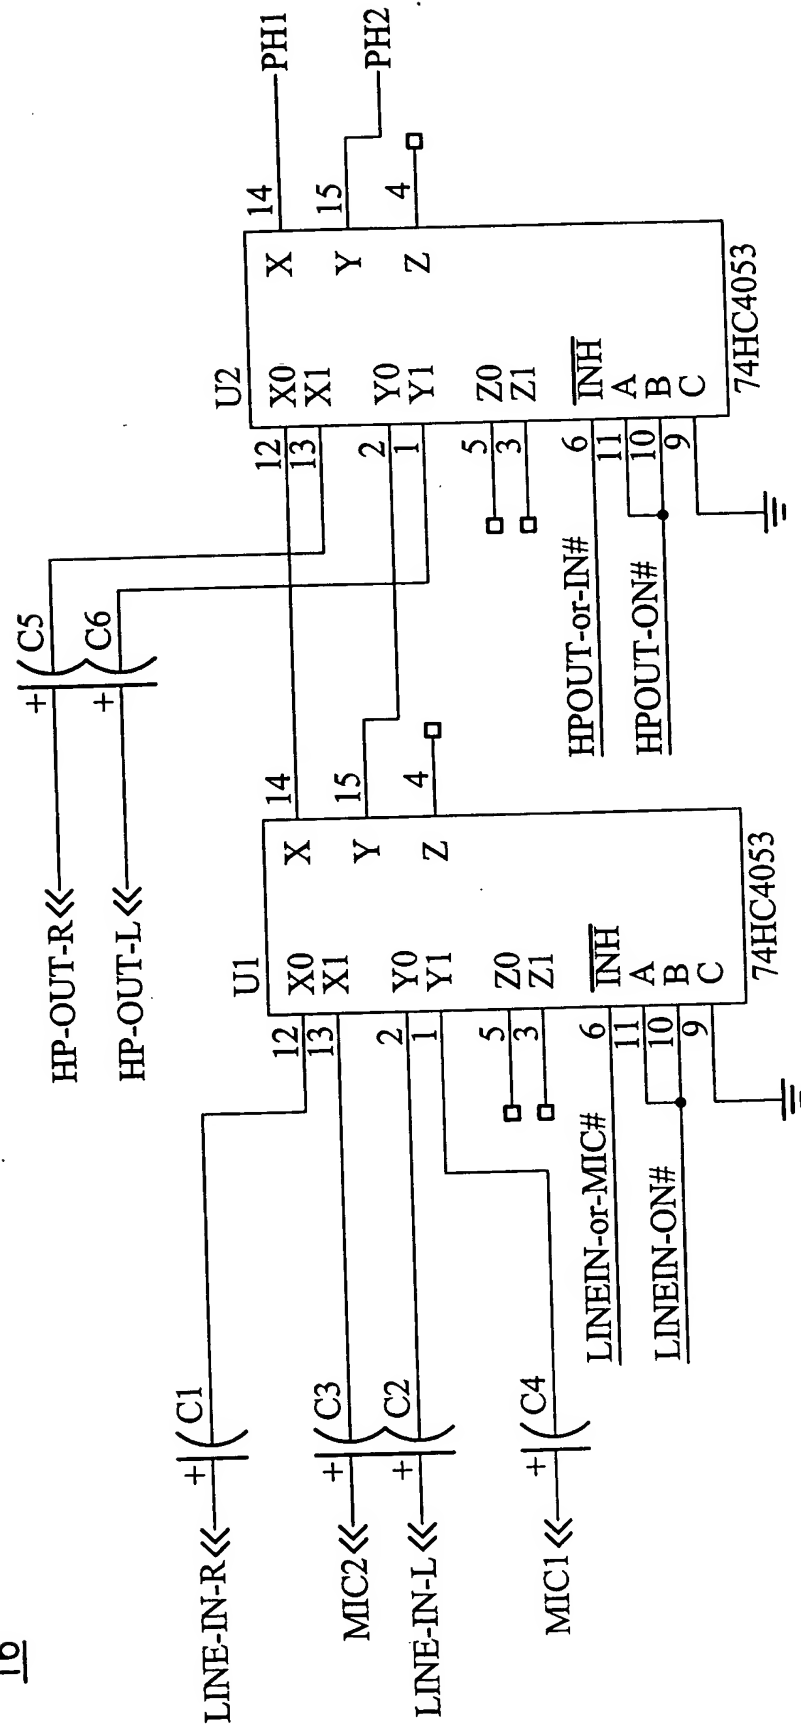 16
HP-OUT-R
C5
HP-OUT-L
C6
PH1
PH2
LINE-IN-R
C1
MIC2
C3
LINE-IN-L
C2
MIC1
C4
U1
12
X0
X
14
13
X1
2
Y0
Y
15
1
Y1
5
Z0
Z
4
3
Z1
LINEIN-or-MIC#
6
INH
11
A
LINEIN-ON#
10
B
9
C
74HC4053
U2
12
X0
X
14
13
X1
2
Y0
Y
15
1
Y1
5
Z0
Z
4
3
Z1
HPOUT-or-IN#
6
INH
11
A
HPOUT-ON#
10
B
9
C
74HC4053
+
+
+
+
+
+